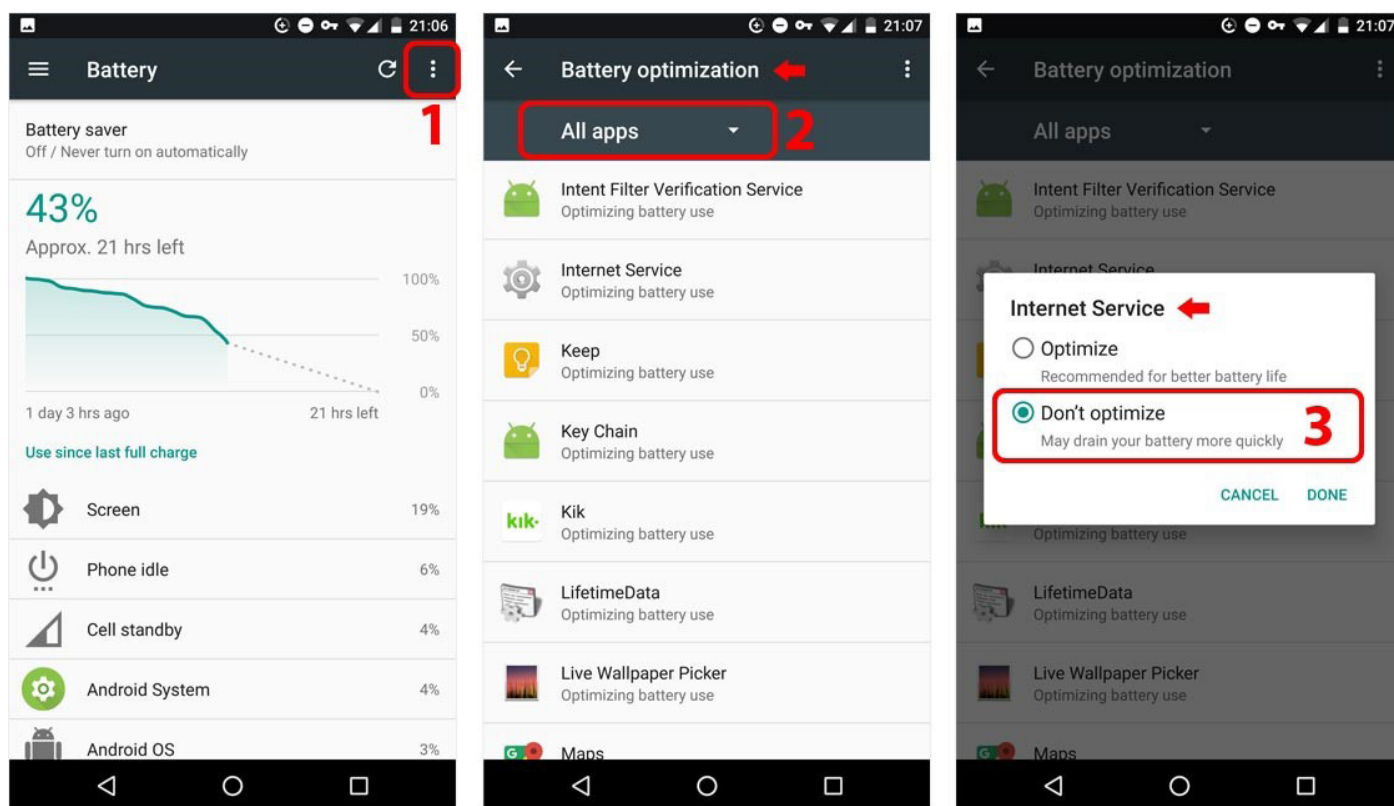 21:06
Battery
1
Battery saver
Off / Never turn on automatically
43%
Approx. 21 hrs left
100%
50%
0%
1 day 3 hrs ago 21 hrs left
Use since last full charge
Screen 19%
Phone idle 6%
Cell standby 4%
Android System 4%
Android OS 3%
21:07
Battery optimization
All apps
2
Intent Filter Verification Service
Optimizing battery use
Internet Service
Optimizing battery use
Keep
Optimizing battery use
Key Chain
Optimizing battery use
kik·
Kik
Optimizing battery use
LifetimeData
Optimizing battery use
Live Wallpaper Picker
Optimizing battery use
G
Maps
21:07
Battery optimization
All apps
Intent Filter Verification Service
Optimizing battery use
Internet Service
Internet Service
Optimize
Recommended for better battery life
Don't optimize
May drain your battery more quickly
3
CANCEL DONE
Optimizing battery use
LifetimeData
Optimizing battery use
Live Wallpaper Picker
Optimizing battery use
G
Maps